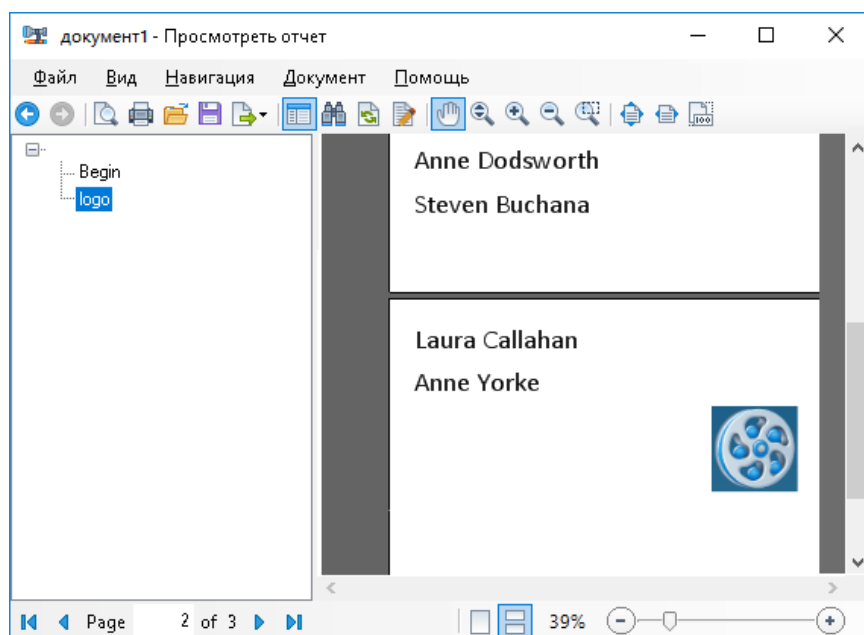 документ1 - Просмотреть отчет
Файл Вид Навигация Документ Помощь
100
Begin
logo
Anne Dodsworth
Steven Buchana
Laura Callahan
Anne Yorke
Page 2 of 3 39%